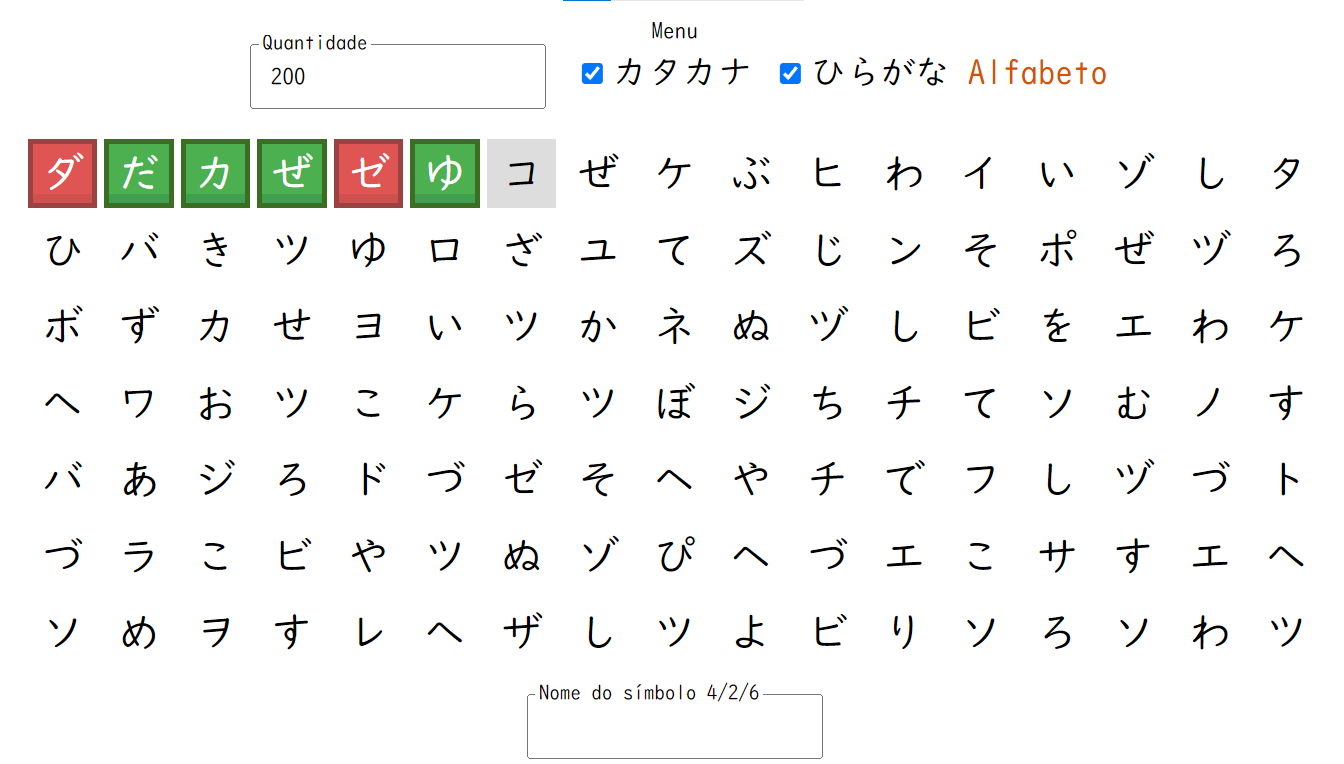 Menu
Quantidade
200
カタカナ ひらがな Alfabeto
ダ だ カ ぜ ゼ ゆ コ ぜ ケ ぶ ヒ わ イ い ゾ し タ
ひ バ き ツ ゆ ロ ざ ユ て ズ じ ン そ ポ ぜ ヅ ろ
ボ ず カ せ ヨ い ツ か ネ ぬ ヅ し ビ を エ わ ケ
へ ワ お ツ こ ケ ら ツ ぼ ジ ち チ て ソ む ノ す
バ あ ジ ろ ド づ ゼ そ へ や チ で フ し ヅ づ ト
づ ラ こ ビ や ツ ぬ ゾ ぴ へ づ エ こ サ す エ へ
ソ め ヲ す レ へ ザ し ツ よ ビ り ソ ろ ソ わ ツ
Nome do símbolo 4/2/6